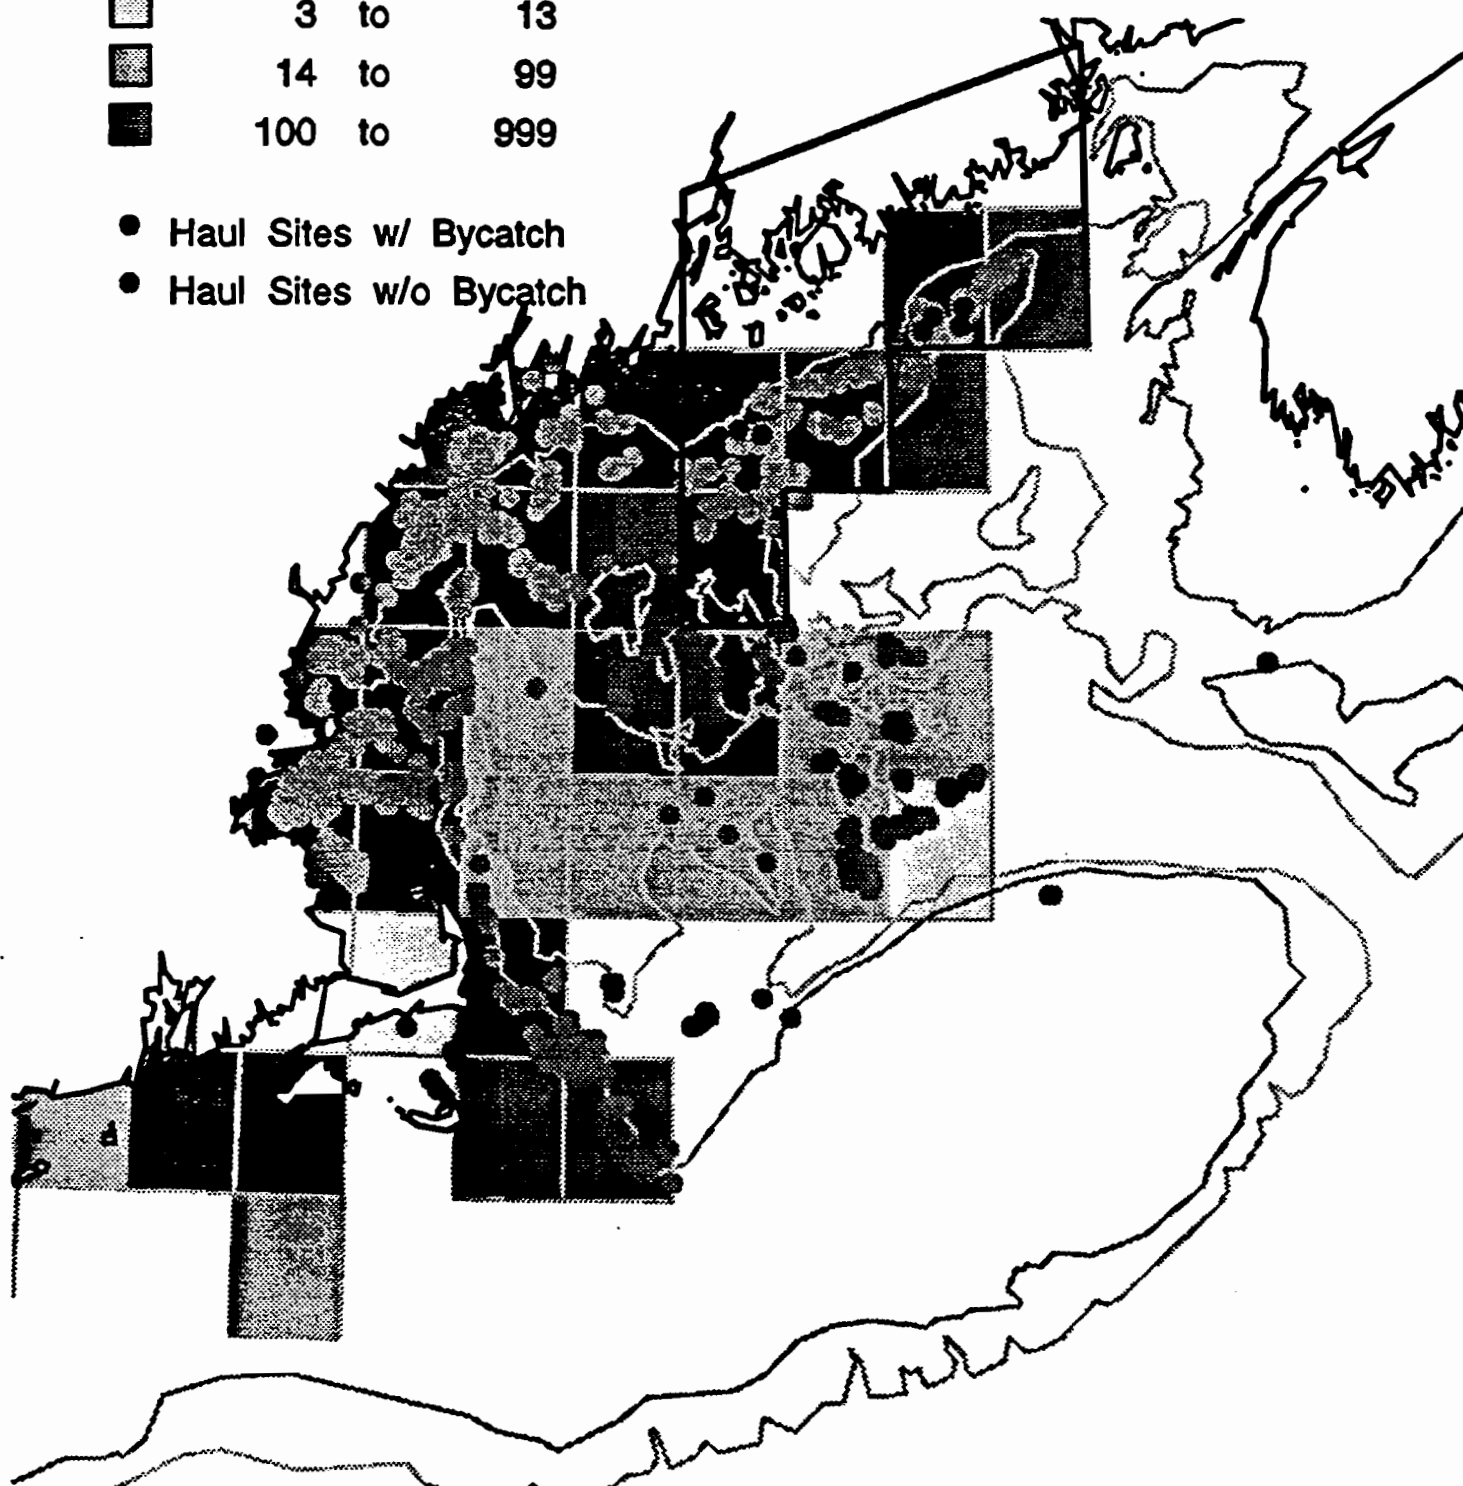 3 to 13
14 to 99
100 to 999
Haul Sites w/ Bycatch
Haul Sites w/o Bycatch